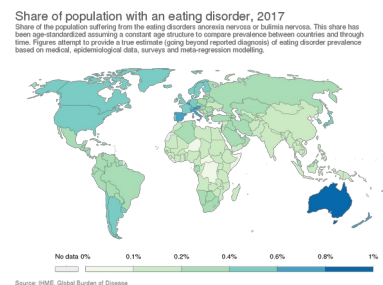 Share of population with an eating disorder, 2017
Share of the population suffering from the eating disorders anorexia nervosa or bulimia nervosa. This share has
been age-standardized assuming a constant age structure to compare prevalence between countries and through
time. Figures attempt to provide a true estimate (going beyond reported diagnosis) of eating disorder prevalence
based on medical, epidemiological data, surveys and meta-regression modelling.
No data 0% 0.1% 0.2% 0.4% 0.6% 0.8% 1%
Source: IHME, Global Burden of Disease